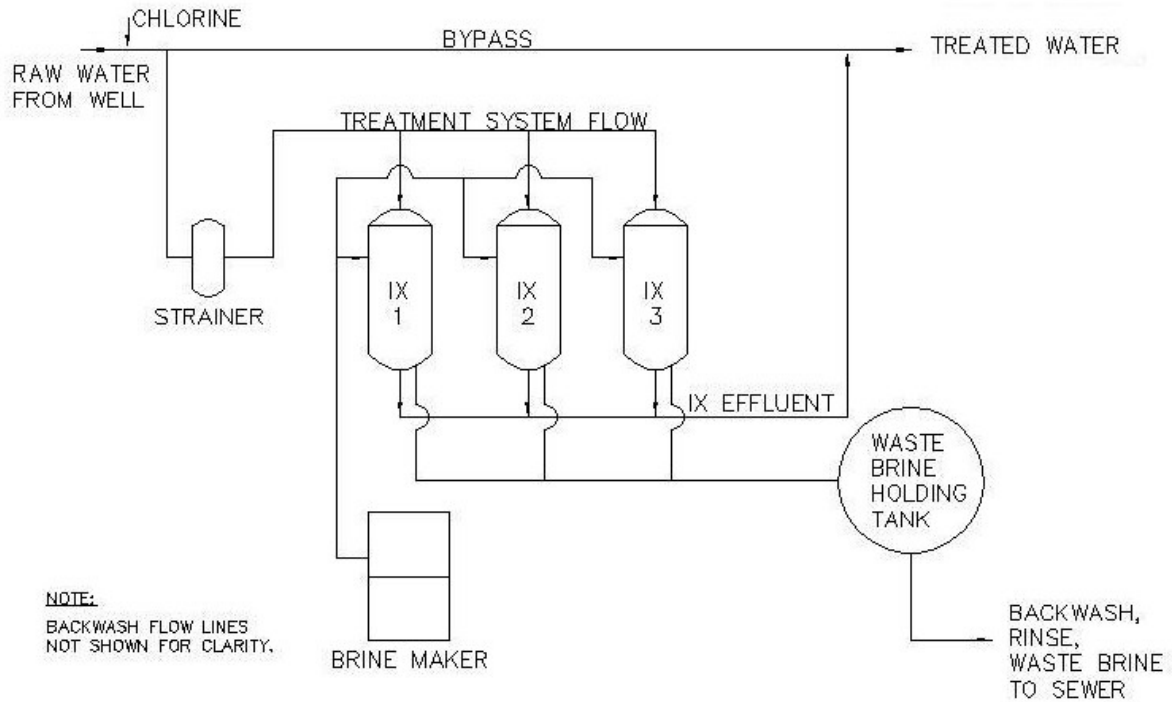 CHLORINE
BYPASS
TREATED WATER
RAW WATER
FROM WELL
TREATMENT SYSTEM FLOW
STRAINER
IX
1
IX
2
IX
3
IX EFFLUENT
WASTE
BRINE
HOLDING
TANK
NOTE:
BACKWASH FLOW LINES
NOT SHOWN FOR CLARITY.
BRINE MAKER
BACKWASH,
RINSE,
WASTE BRINE
TO SEWER